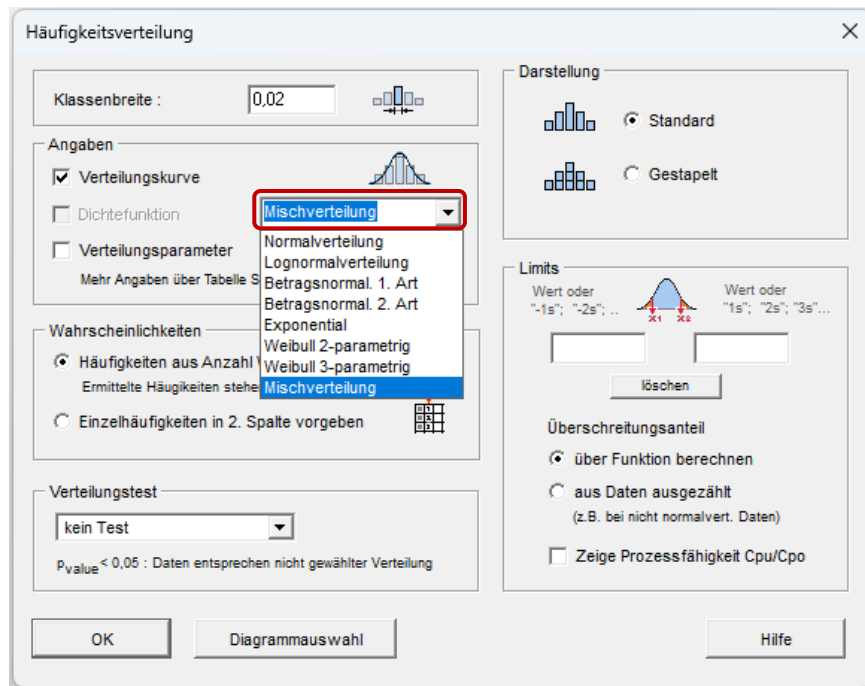 Häufigkeitsverteilung
Klassenbreite :
0,02
Angaben
Verteilungskurve
Dichtefunktion
Mischverteilung
Verteilungsparameter
Mehr Angaben über Tabelle S
Normalverteilung
Lognormalverteilung
Betragsnormal. 1. Art
Betragsnormal. 2. Art
Exponential
Weibull 2-parametrig
Weibull 3-parametrig
Mischverteilung
Wahrscheinlichkeiten
Häufigkeiten aus Anzahl
Ermittelte Häugikeiten stehe
Einzelhäufigkeiten in 2. Spalte vorgeben
1
2
3
Verteilungstest
kein Test
Pvalue< 0,05 : Daten entsprechen nicht gewählter Verteilung
OK
Diagrammauswahl
Darstellung
Standard
Gestapelt
Limits
Wert oder
"-1s"; "-2s"; ..
x1 x2
Wert oder
"1s"; "2s"; "3s"...
löschen
Überschreitungsanteil
über Funktion berechnen
aus Daten ausgezählt
(z.B. bei nicht normalvert. Daten)
Zeige Prozessfähigkeit Cpu/Cpo
Hilfe